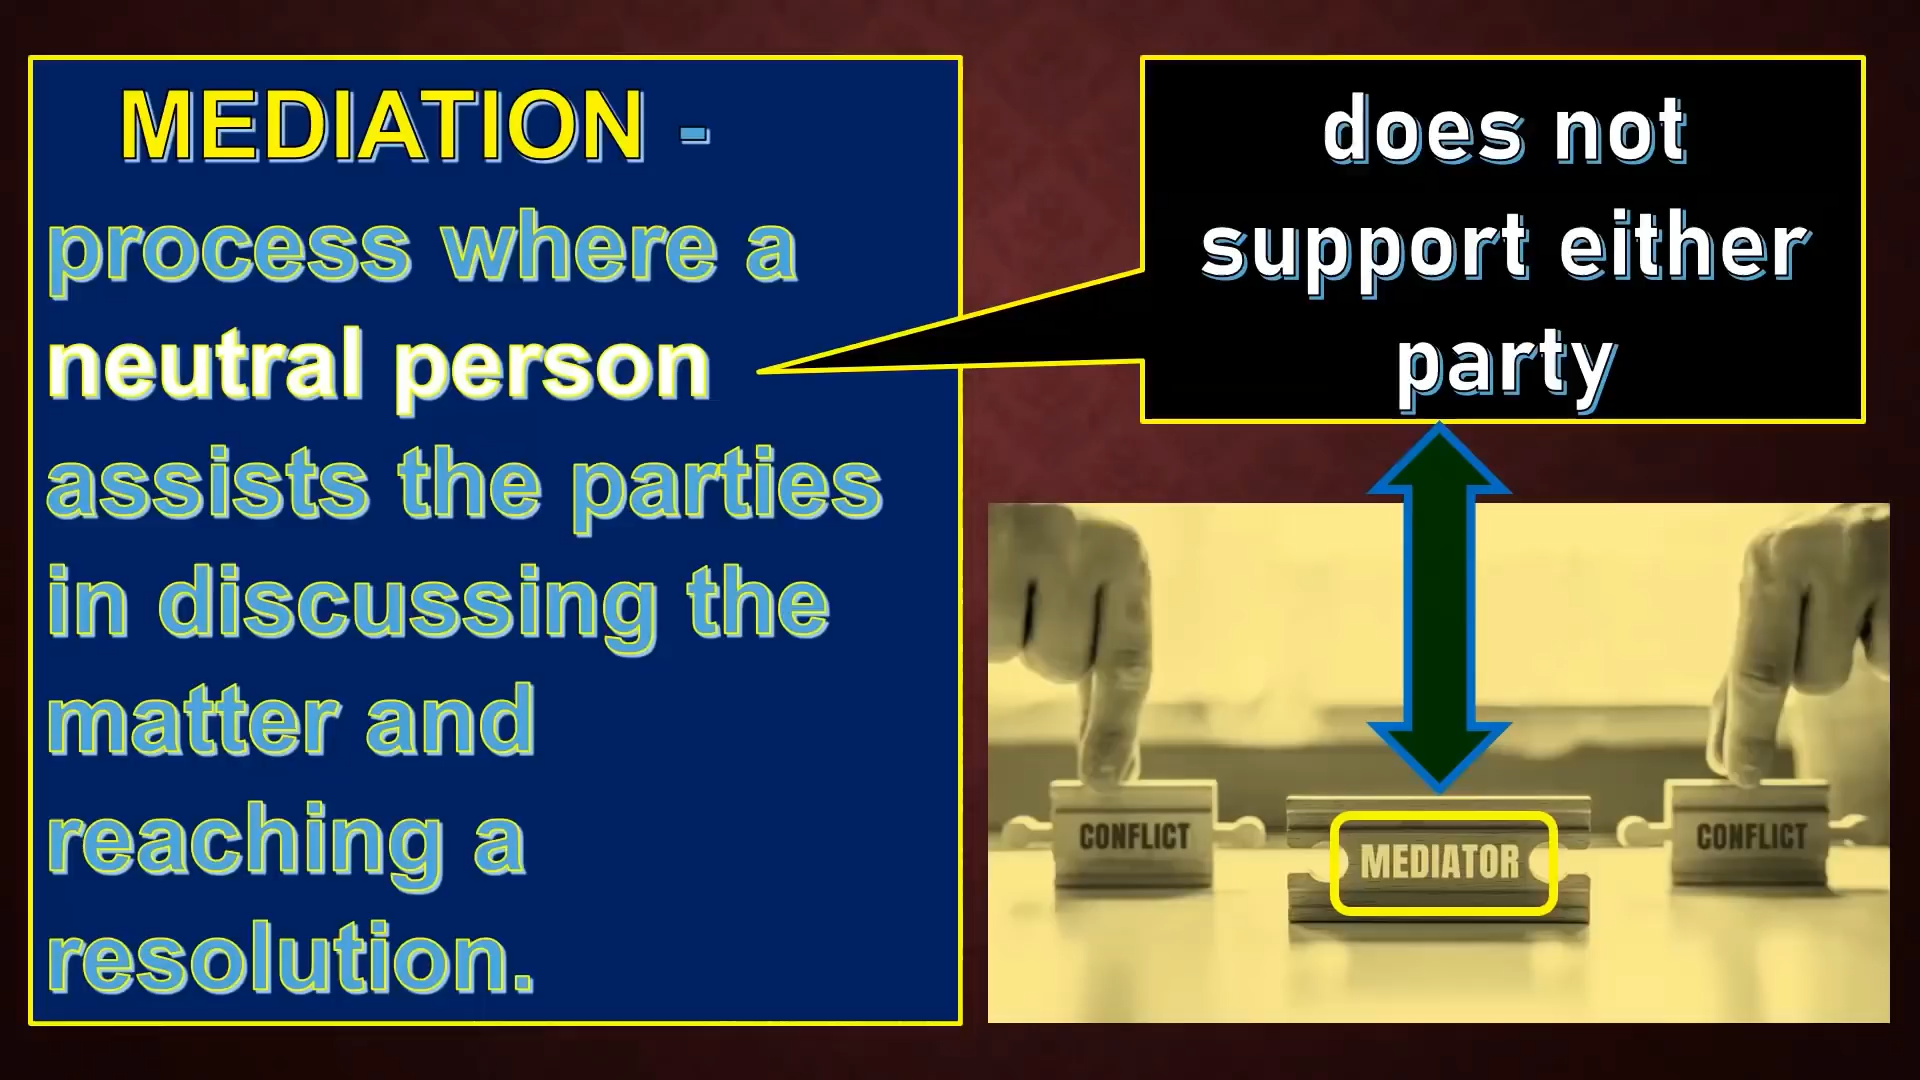 MEDIATION -
process where a
neutral person
assists the parties
in discussing the
matter and
reaching a
resolution.
does not
support either
party
CONFLICT
MEDIATOR
CONFLICT